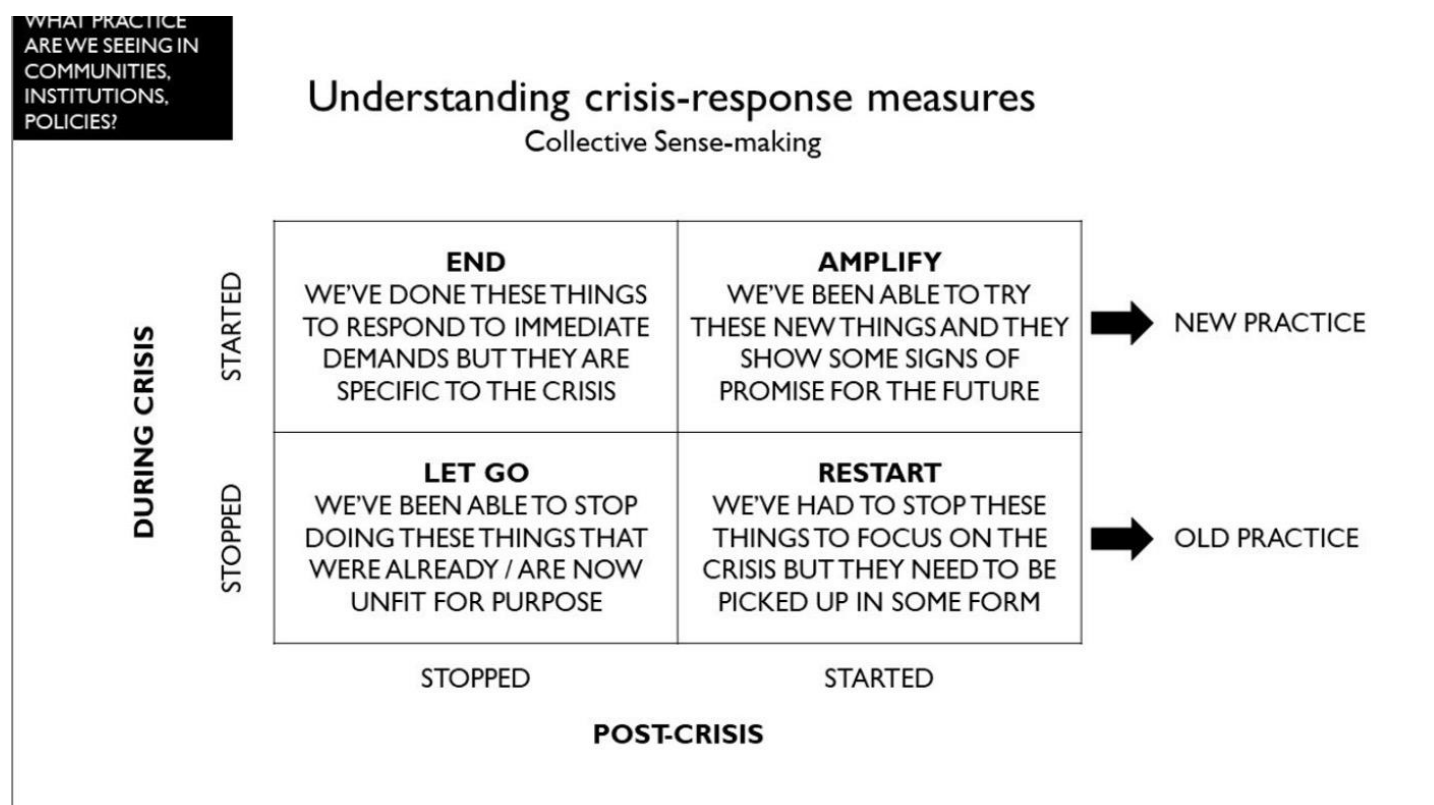 WHAT PRACTICE
ARE WE SEEING IN
COMMUNITIES,
INSTITUTIONS,
POLICIES?
Understanding crisis-response measures
Collective Sense-making
DURING CRISIS
STARTED
END
WE'VE DONE THESE THINGS
TO RESPOND TO IMMEDIATE
DEMANDS BUT THEY ARE
SPECIFIC TO THE CRISIS
AMPLIFY
WE'VE BEEN ABLE TO TRY
THESE NEW THINGS AND THEY
SHOW SOME SIGNS OF
PROMISE FOR THE FUTURE
NEW PRACTICE
STOPPED
LET GO
WE'VE BEEN ABLE TO STOP
DOING THESE THINGS THAT
WERE ALREADY / ARE NOW
UNFIT FOR PURPOSE
RESTART
WE'VE HAD TO STOP THESE
THINGS TO FOCUS ON THE
CRISIS BUT THEY NEED TO BE
PICKED UP IN SOME FORM
OLD PRACTICE
STOPPED
STARTED
POST-CRISIS